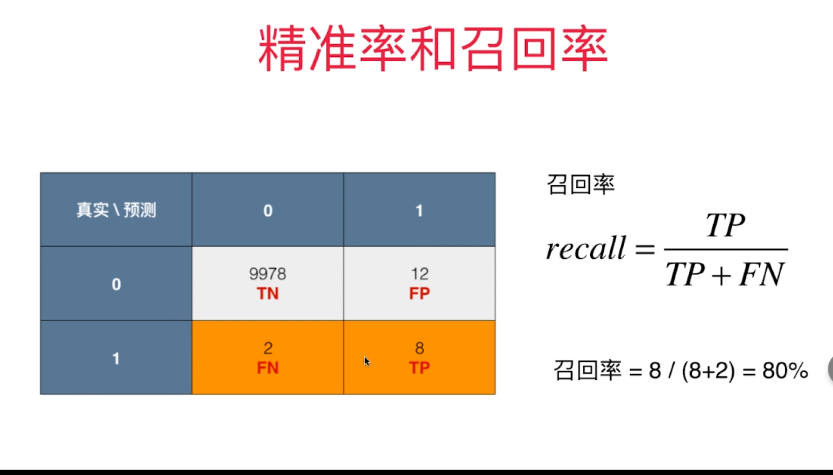 精准率和召回率
真实 \ 预测 0 1
0 9978 12
TN FP
1 2 8
FN TP
召回率
recall = TP / TP + FN
召回率 = 8 / (8+2) = 80%